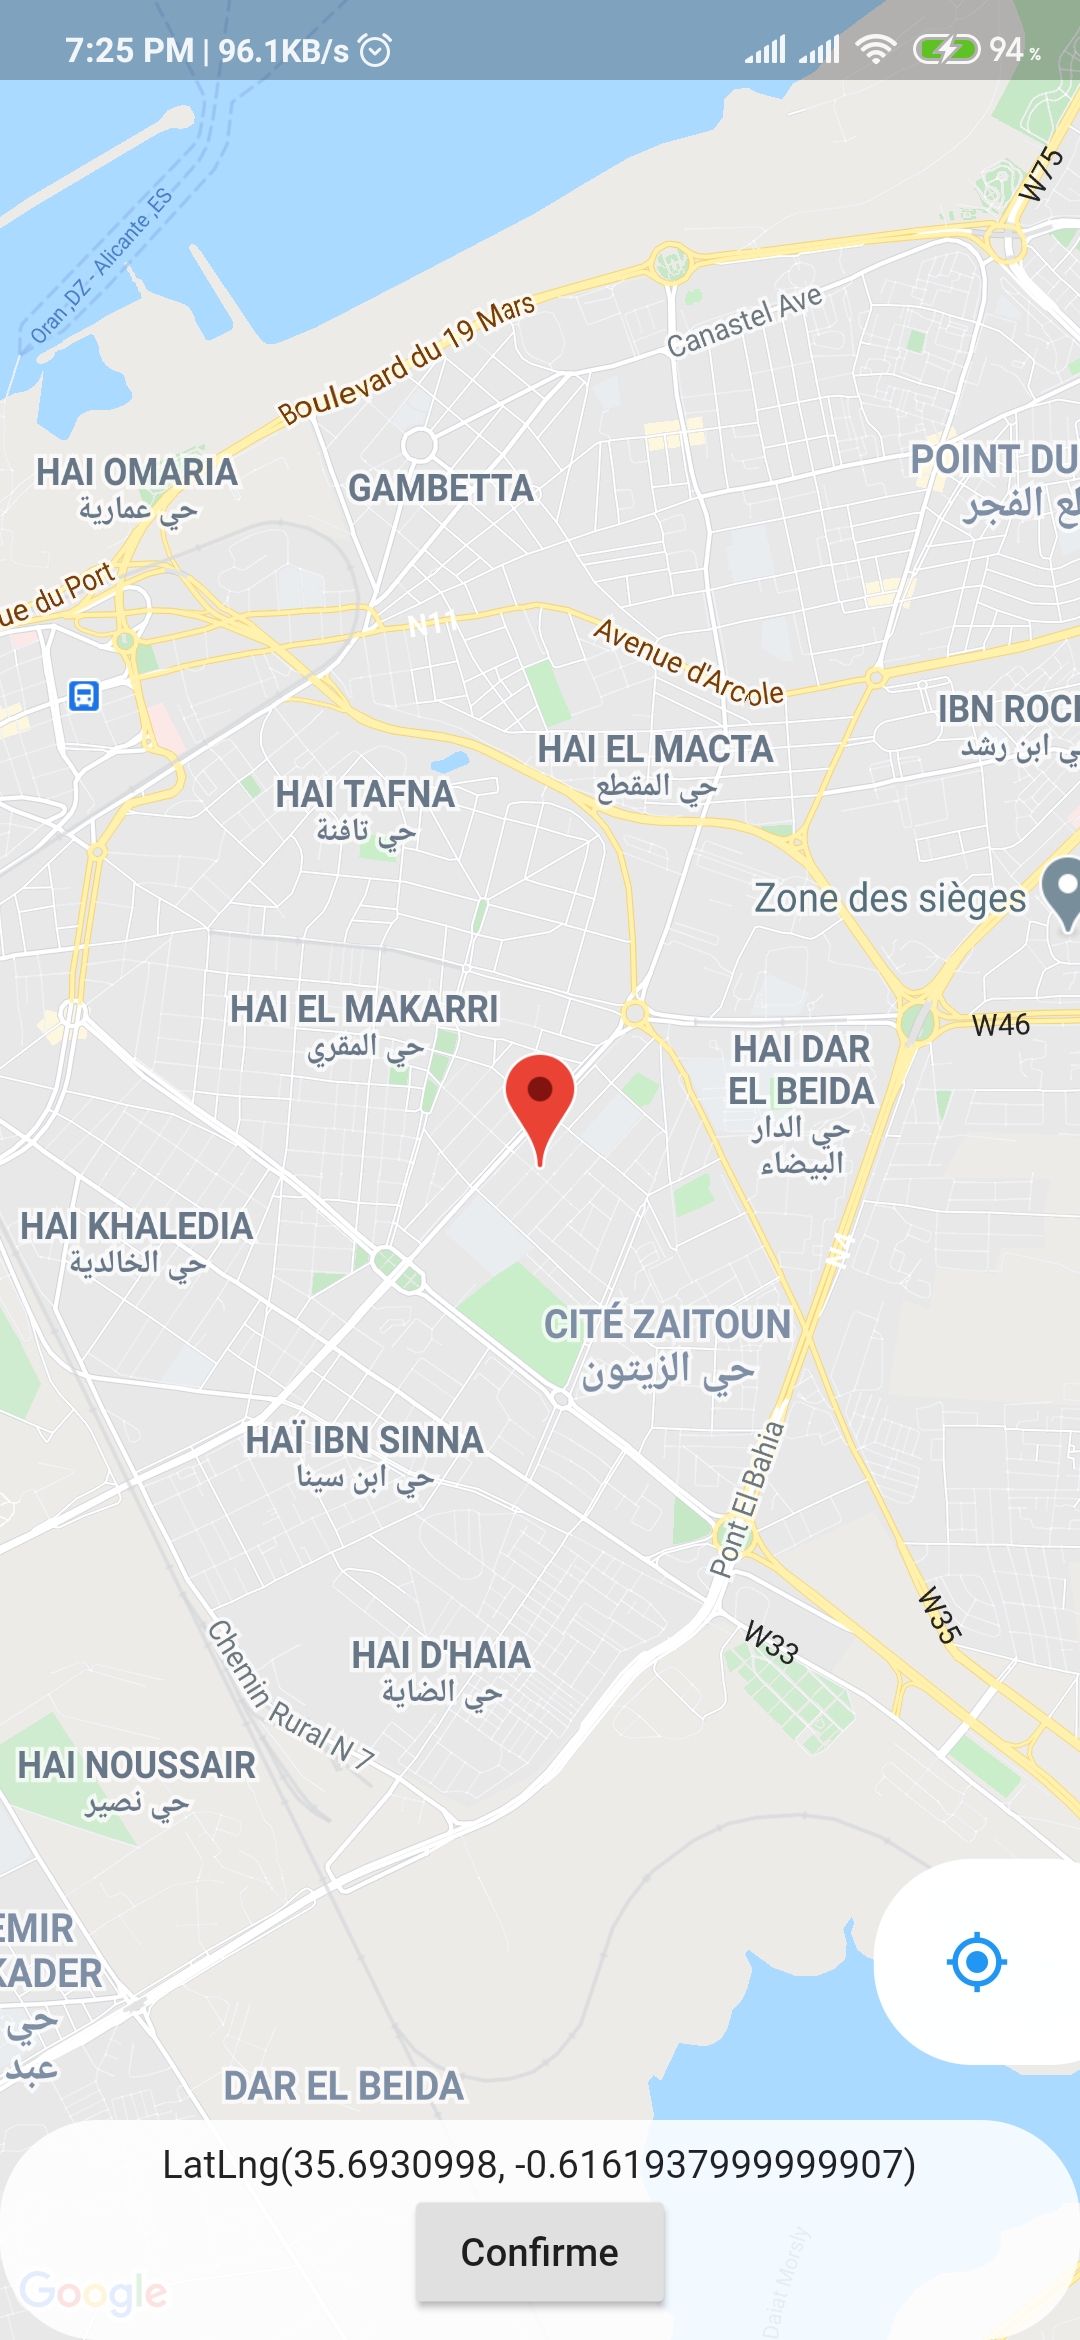 7:25 PM | 96.1KB/s
94 %
W75
Oran ,DZ - Alicante ,ES
Boulevard du 19 Mars
Canastel Ave
HAI OMARIA
حي عمارية
GAMBETTA
POINT DU
لع الفجر
ue du Port
N11
Avenue d'Arcole
IBN ROCH
ي ابن رشد
HAI EL MACTA
حي المقطع
HAI TAFNA
حي تافنة
Zone des sièges
HAI EL MAKARRI
حي المقري
W46
HAI DAR
EL BEIDA
حي الدار
البيضاء
HAI KHALEDIA
حي الخالدية
N4
CITÉ ZAITOUN
حي الزيتون
HAÏ IBN SINNA
حي ابن سينا
Pont El Bahia
W35
W33
Chemin Rural N 7
HAI D'HAIA
حي الضاية
HAI NOUSSAIR
حي نصير
EMIR
KADER
حي
عبد
DAR EL BEIDA
LatLng(35.6930998, -0.6161937999999907)
Confirme
Google
Daiat Morsly